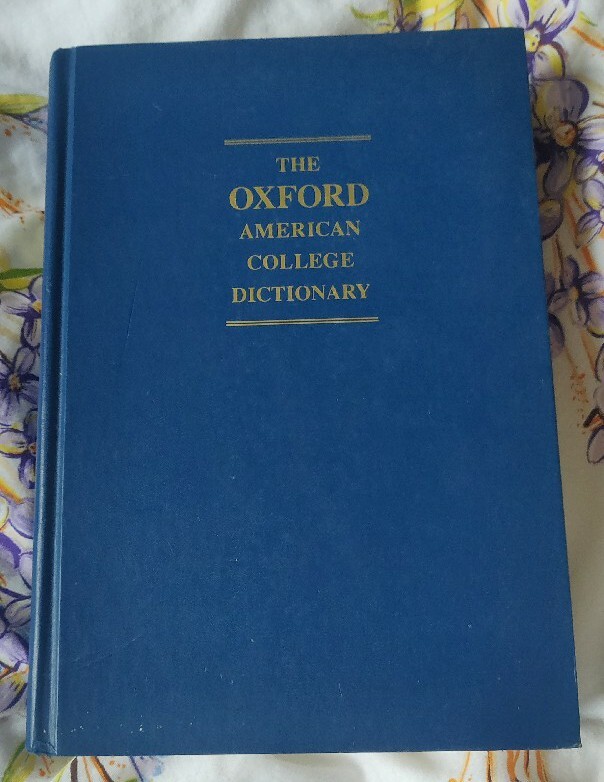 THE
OXFORD
AMERICAN
COLLEGE
DICTIONARY